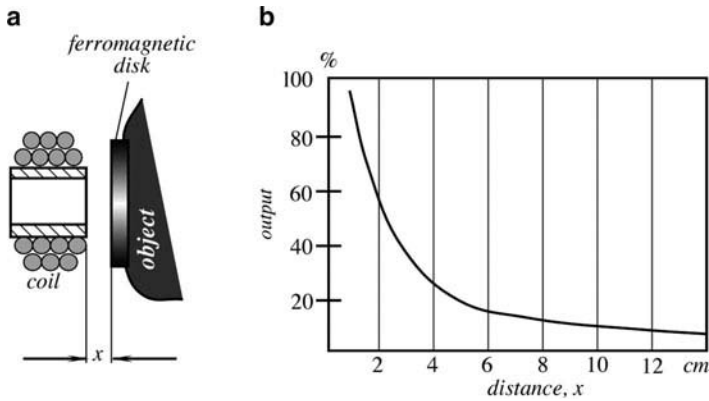 a
ferromagnetic
disk
object
coil
x
b
%
100
80
60
40
20
output
2 4 6 8 10 12 cm
distance, x